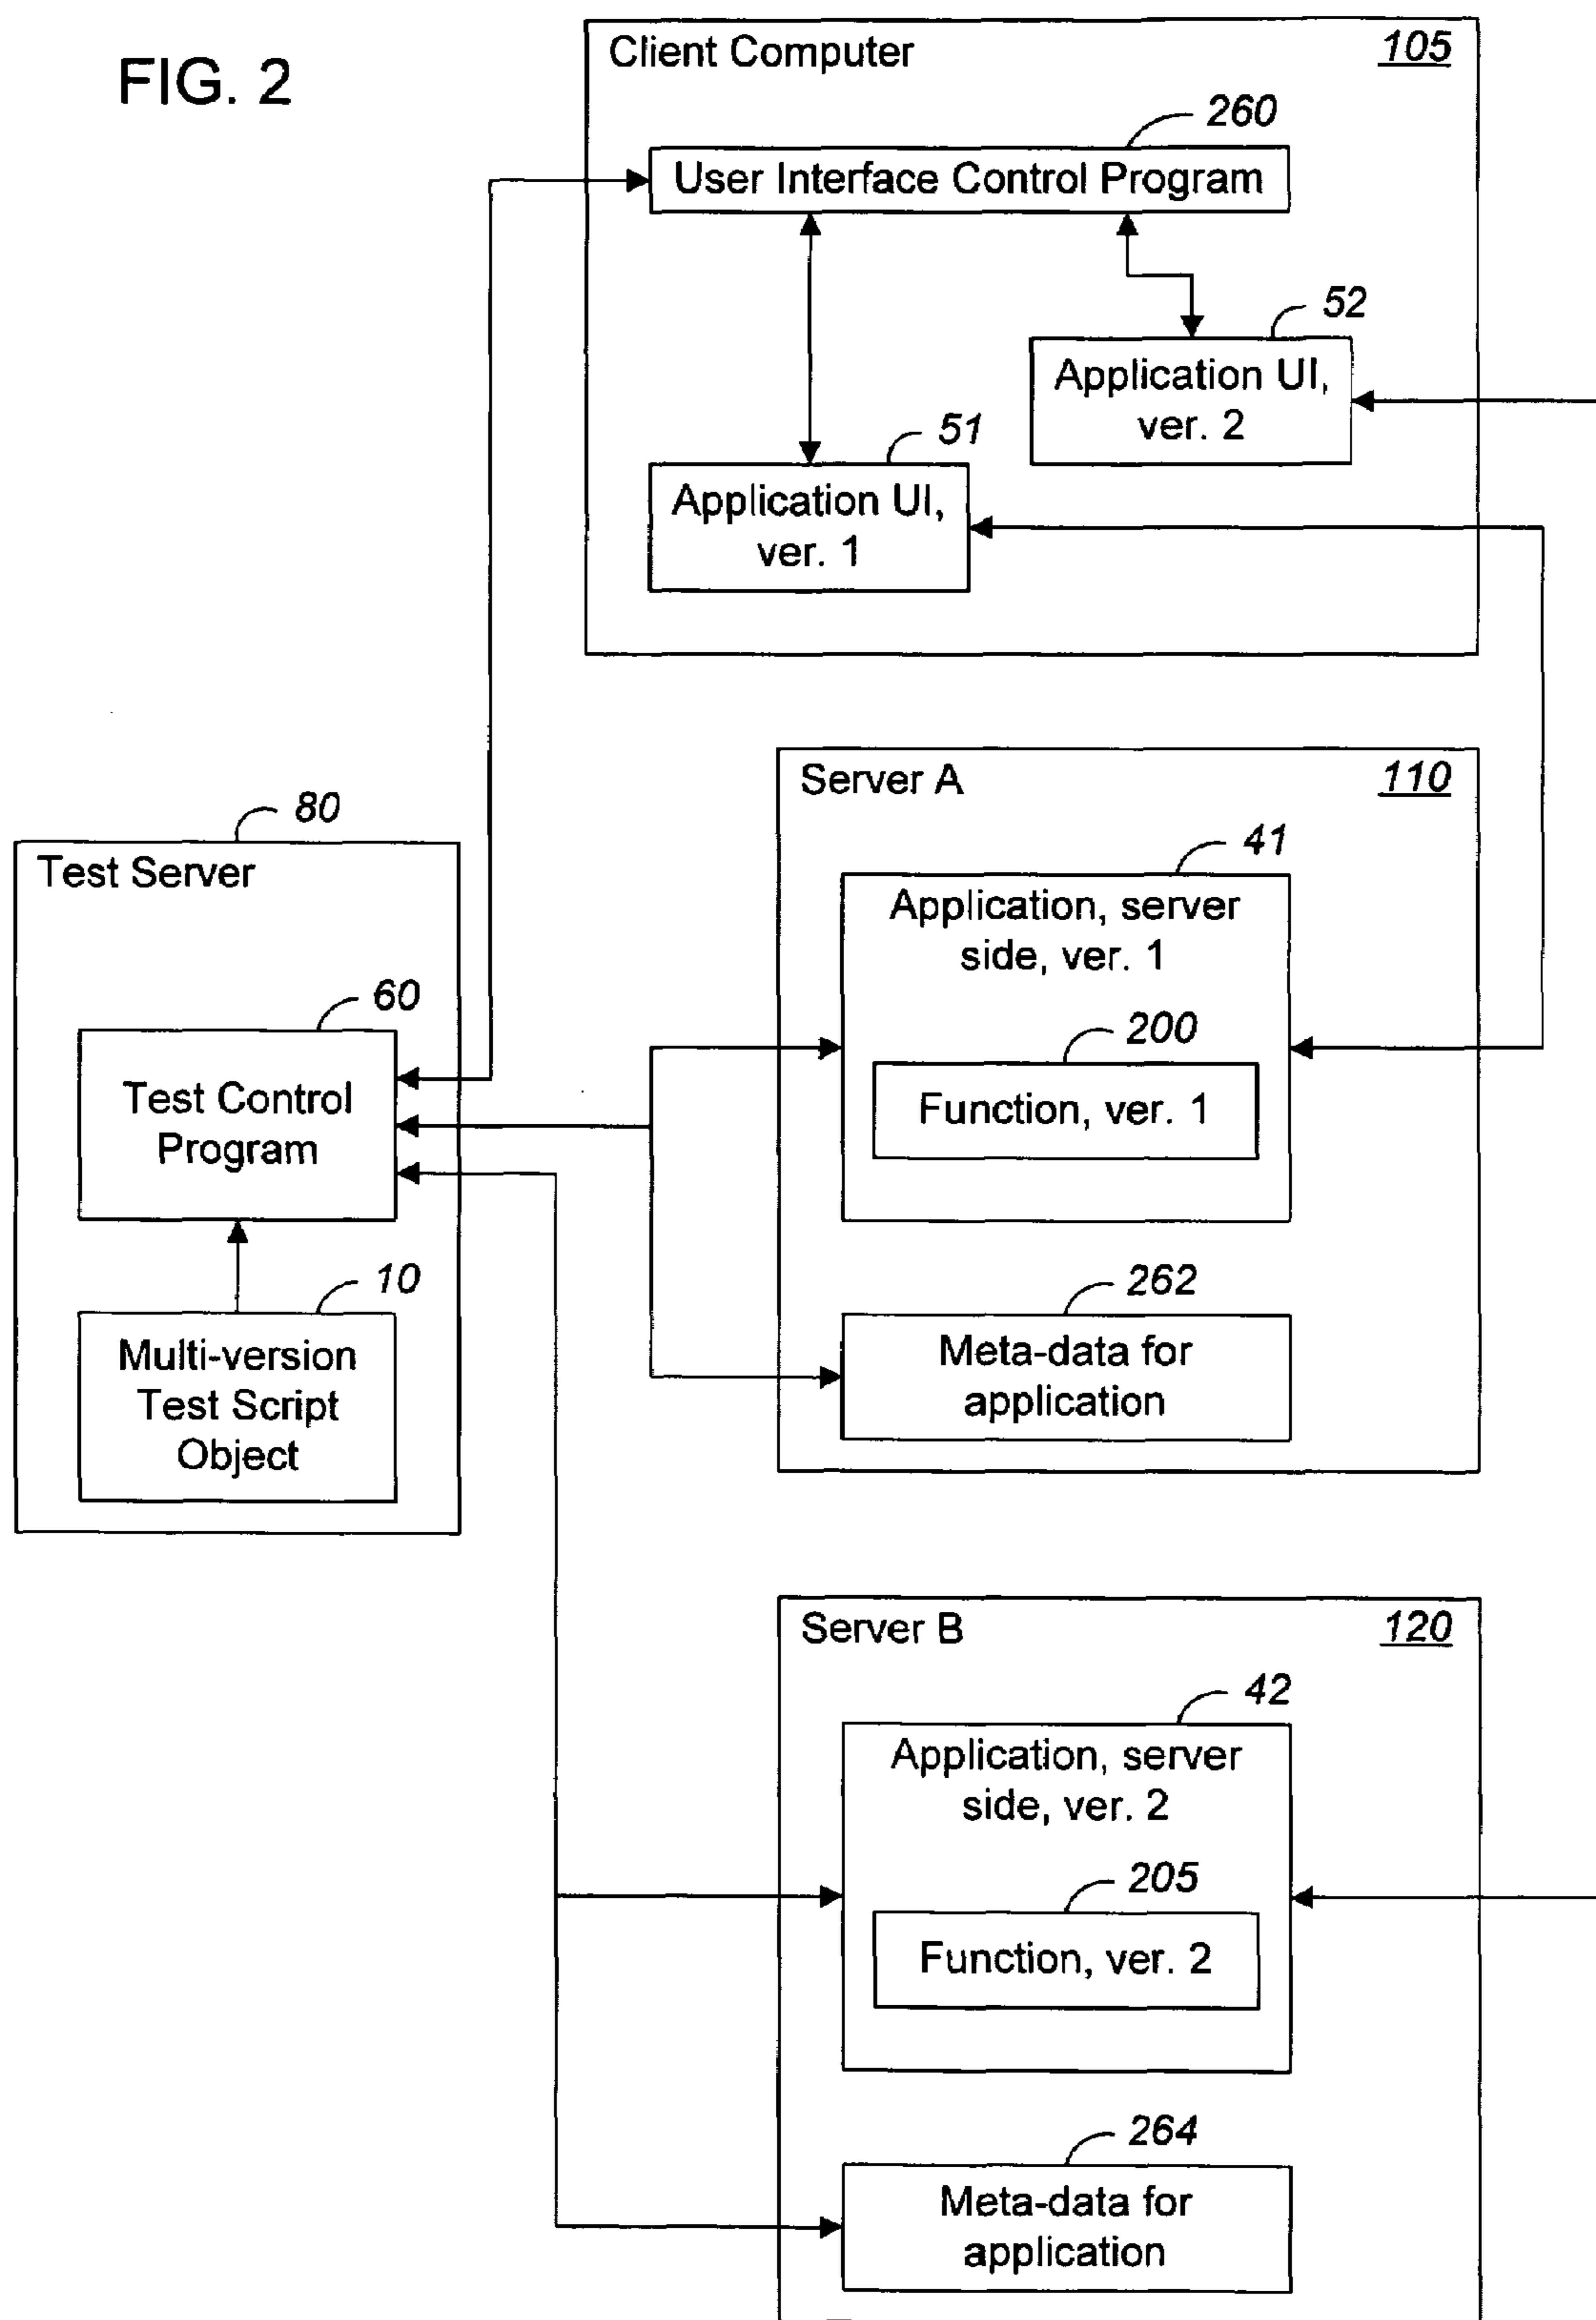 FIG. 2
Client Computer
105
260
User Interface Control Program
52
Application UI,
ver. 2
51
Application UI,
ver. 1
Server A
110
80
Test Server
41
Application, server
side, ver. 1
60
200
Test Control
Program
Function, ver. 1
10
262
Multi-version
Test Script
Object
Meta-data for
application
Server B
120
42
Application, server
side, ver. 2
205
Function, ver. 2
264
Meta-data for
application